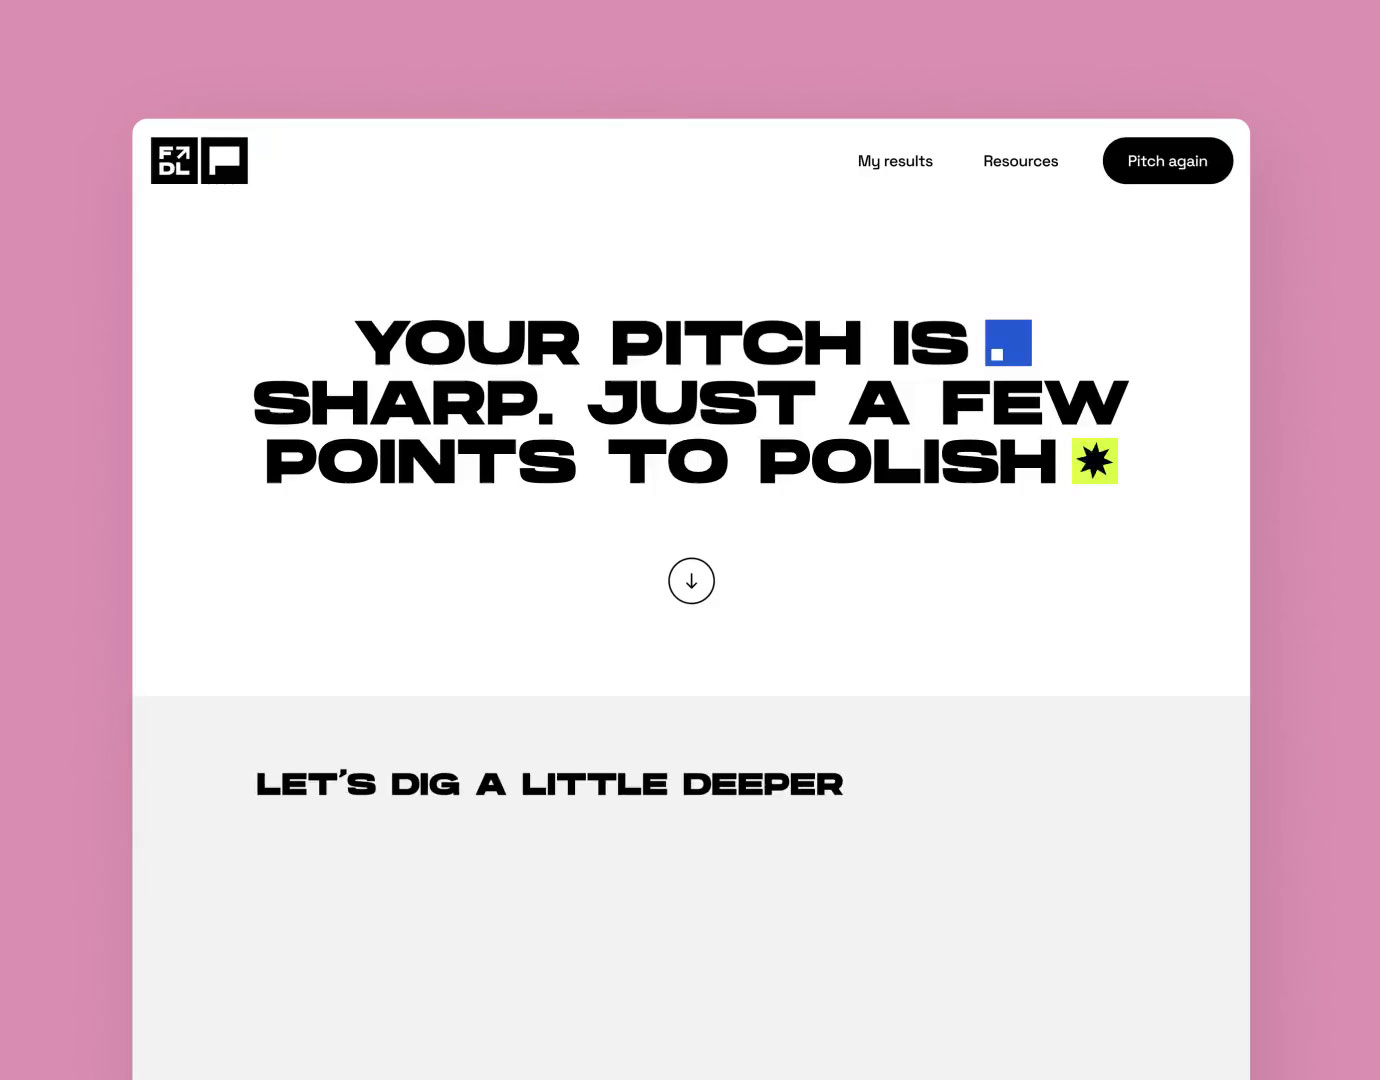 F DL
My results
Resources
Pitch again
YOUR PITCH IS
SHARP. JUST A FEW
POINTS TO POLISH
LET'S DIG A LITTLE DEEPER